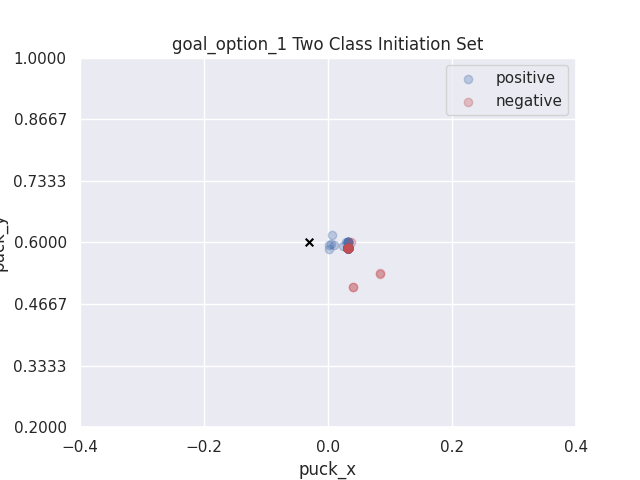 goal_option_1 Two Class Initiation Set
1.0000
0.8667
0.7333
0.6000
0.4667
0.3333
0.2000
puck_y
positive
negative
−0.4
−0.2
0.0
0.2
0.4
puck_x